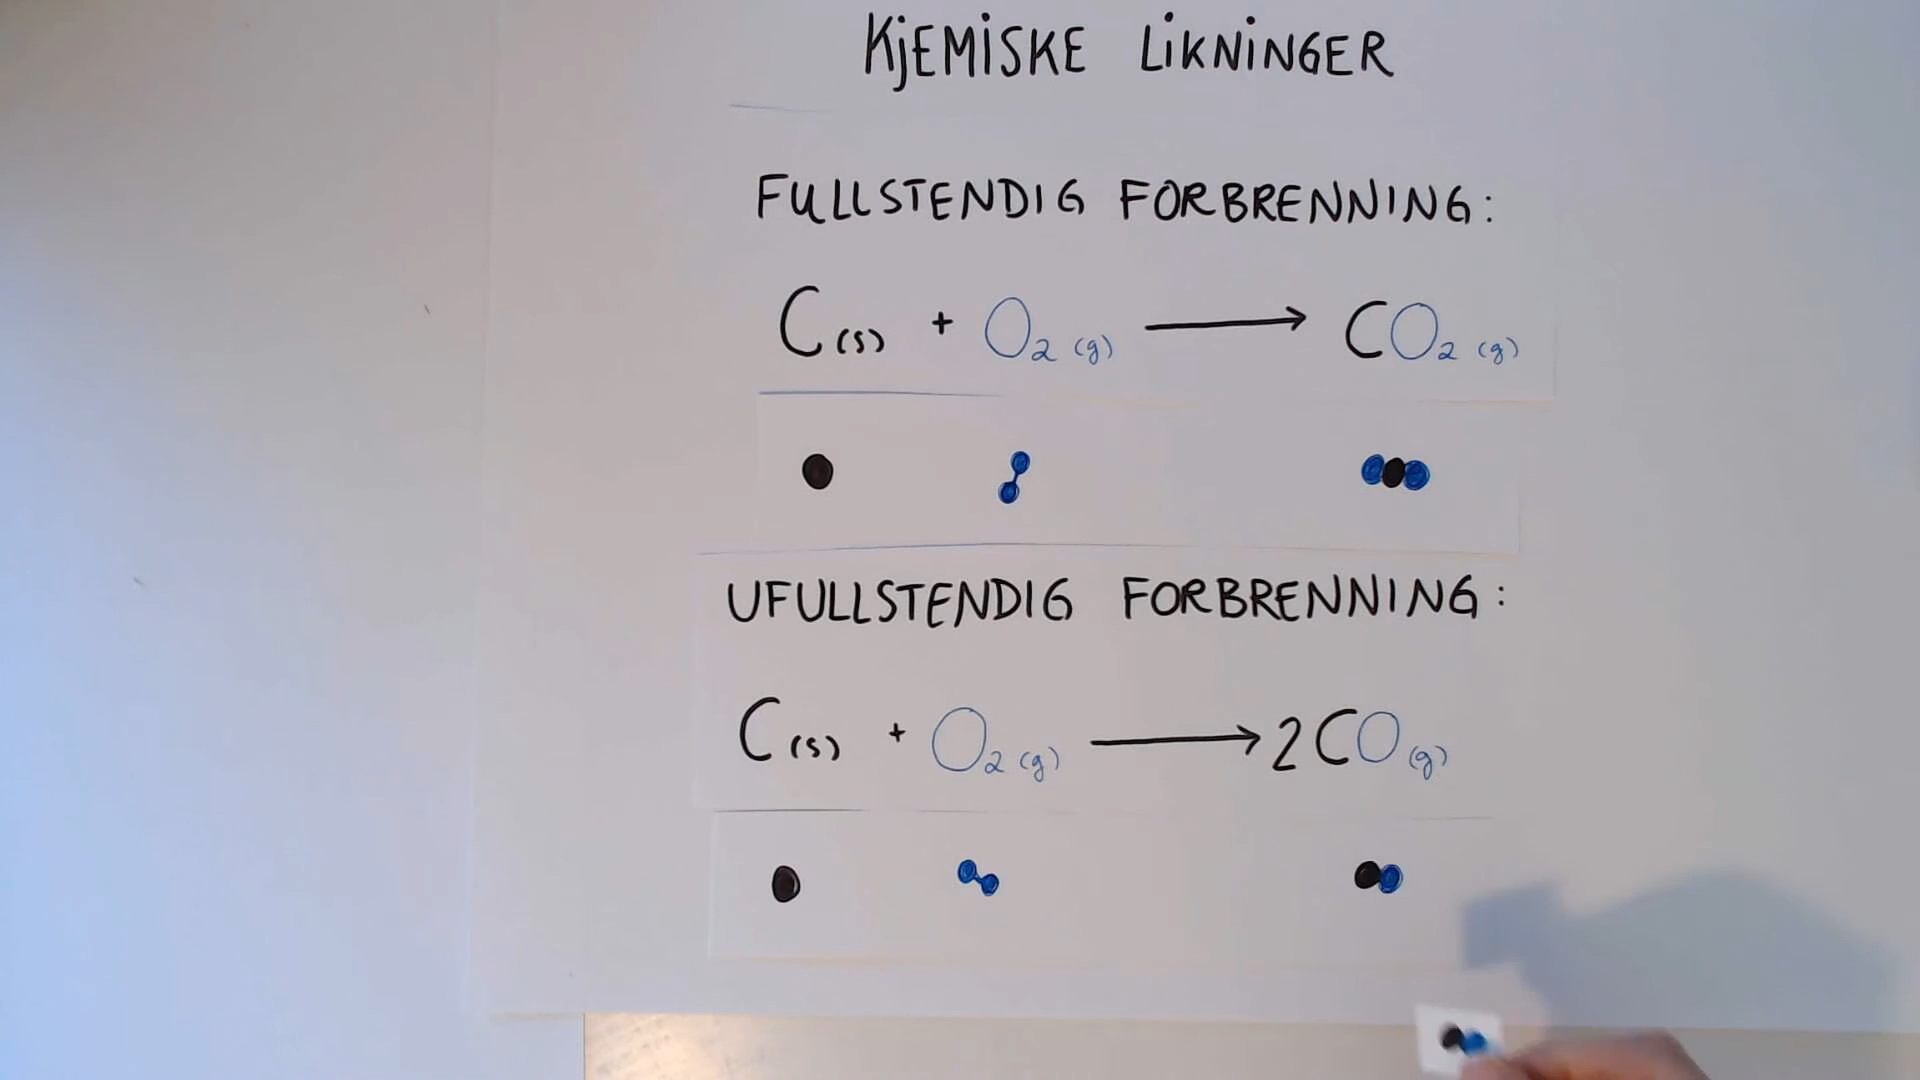 KJEMISKE LIKNINGER
FULLSTENDIG FORBRENNING:
C(s) + O₂(g) ⟶ CO₂(g)
UFULLSTENDIG FORBRENNING:
C(s) + O₂(g) ⟶ 2CO(g)